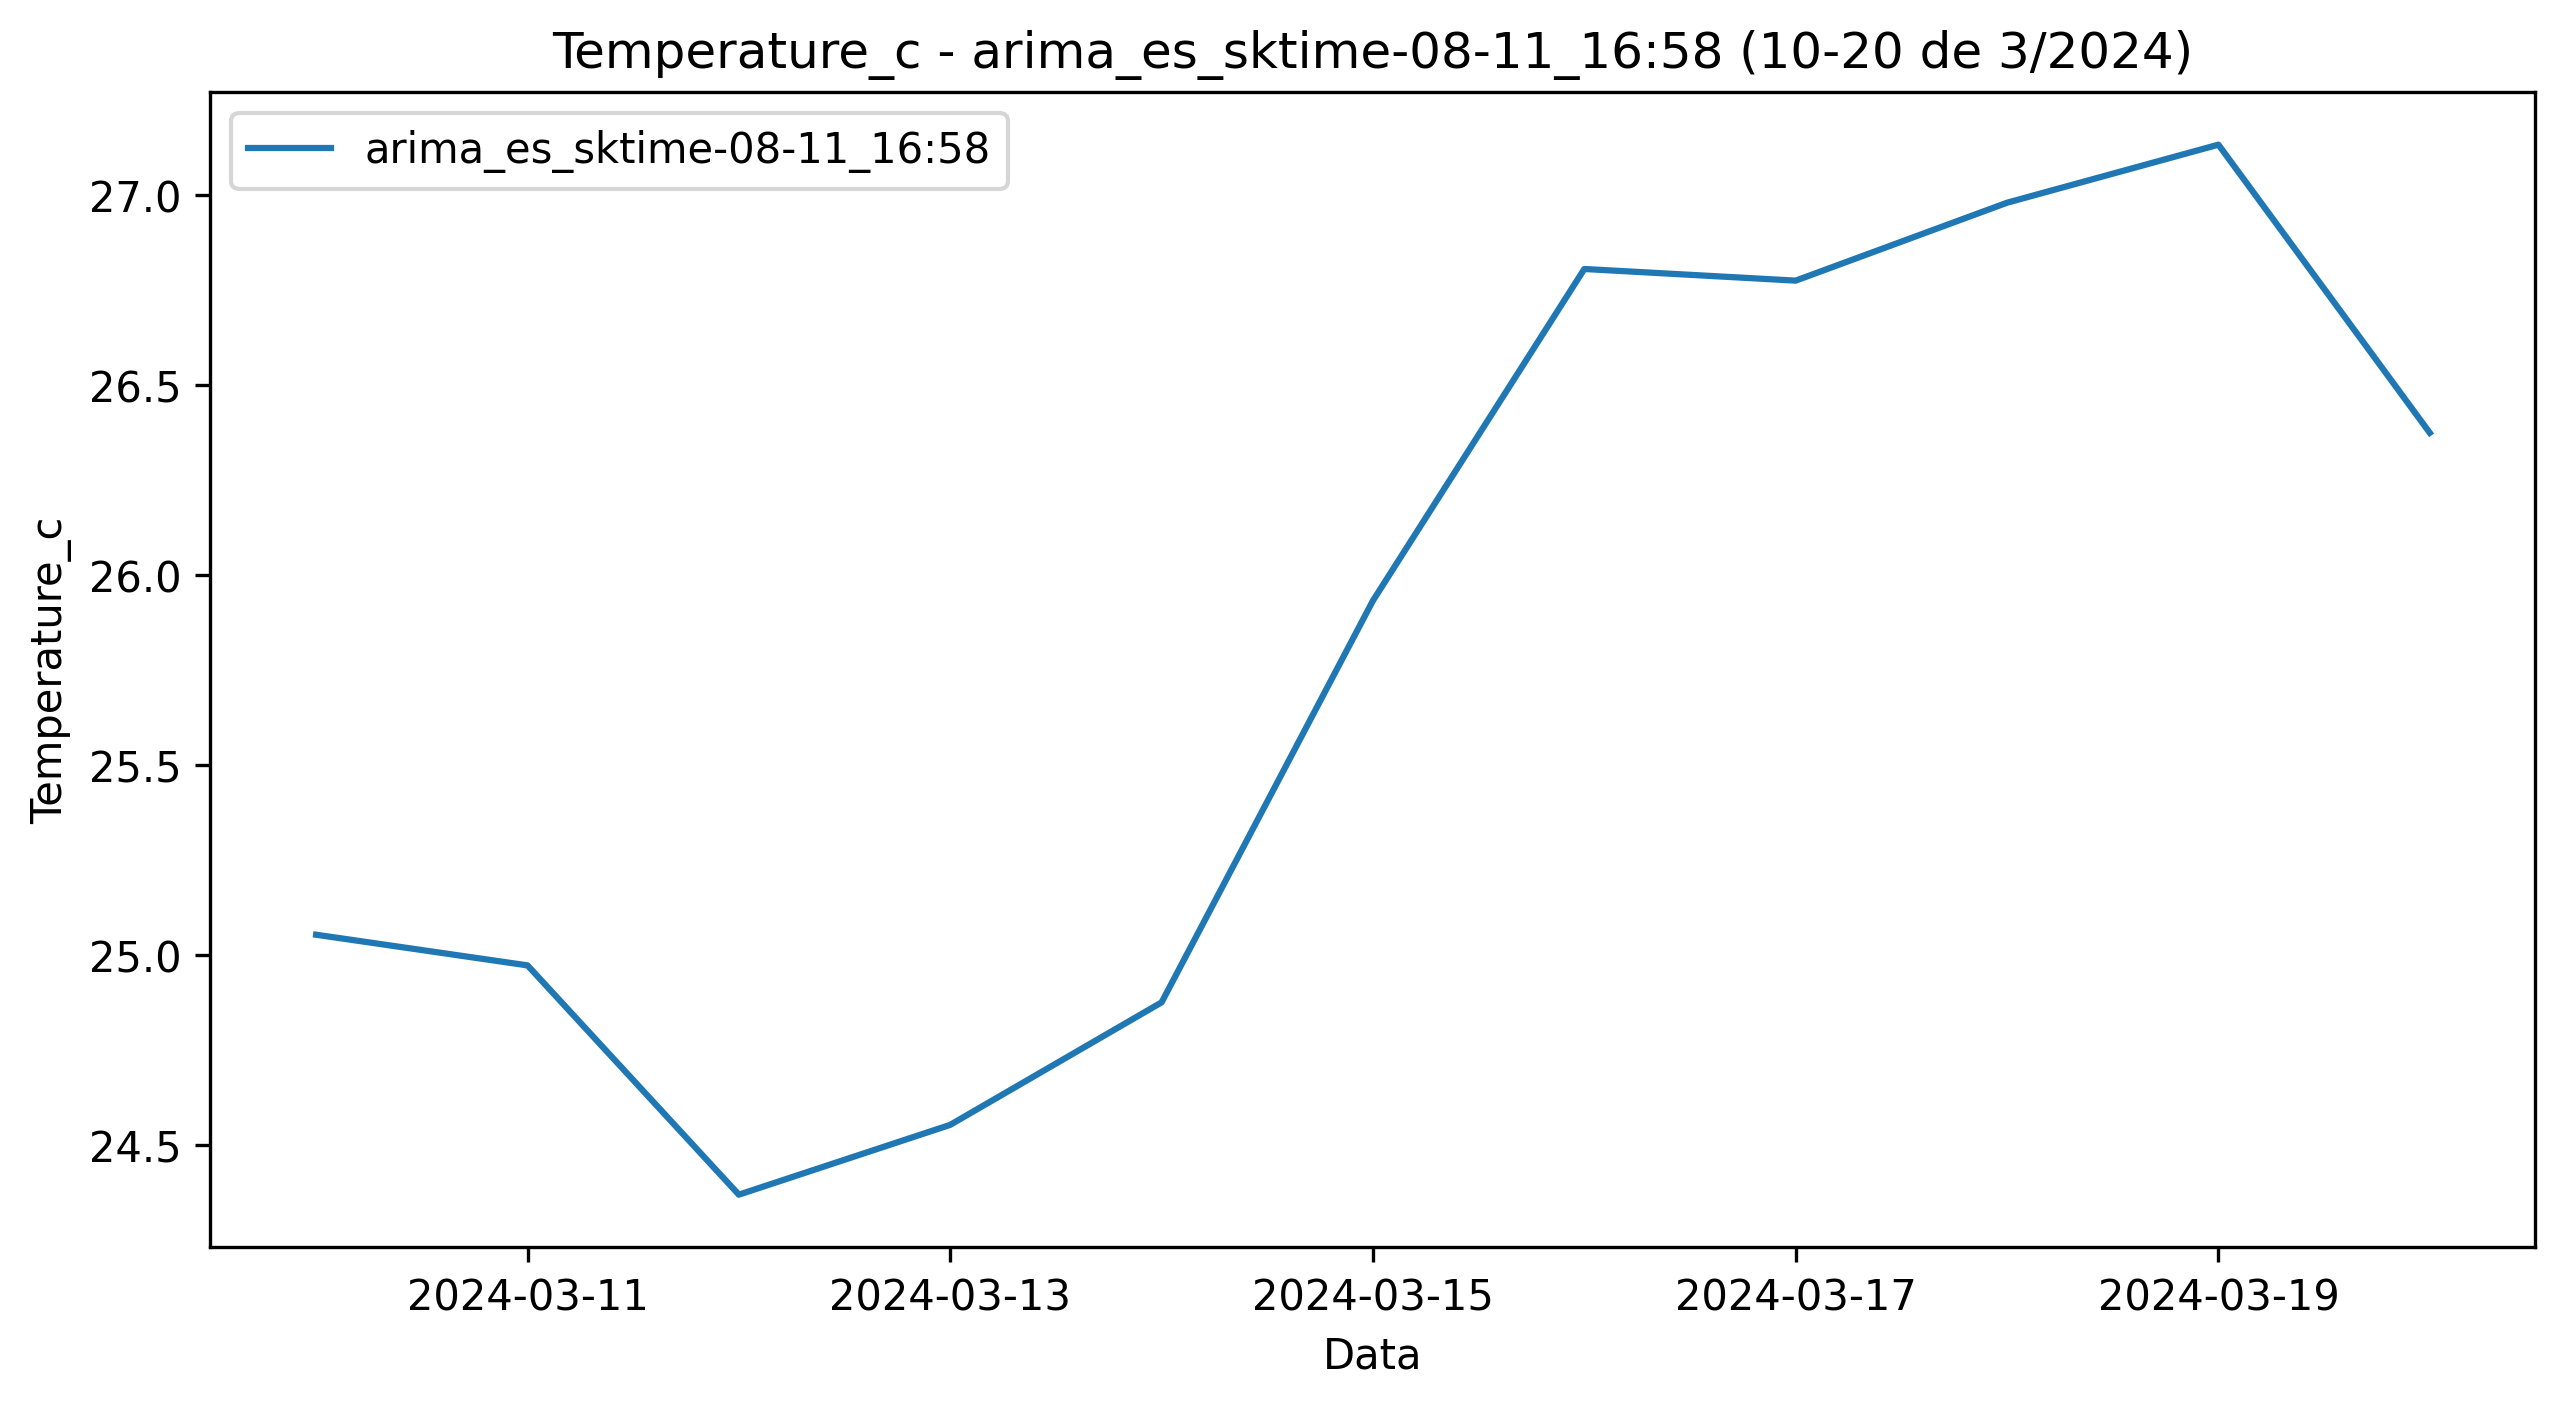 Temperature_c - arima_es_sktime-08-11_16:58 (10-20 de 3/2024)
arima_es_sktime-08-11_16:58
27.0
26.5
26.0
25.5
25.0
24.5
Temperature_c
2024-03-11
2024-03-13
2024-03-15
2024-03-17
2024-03-19
Data